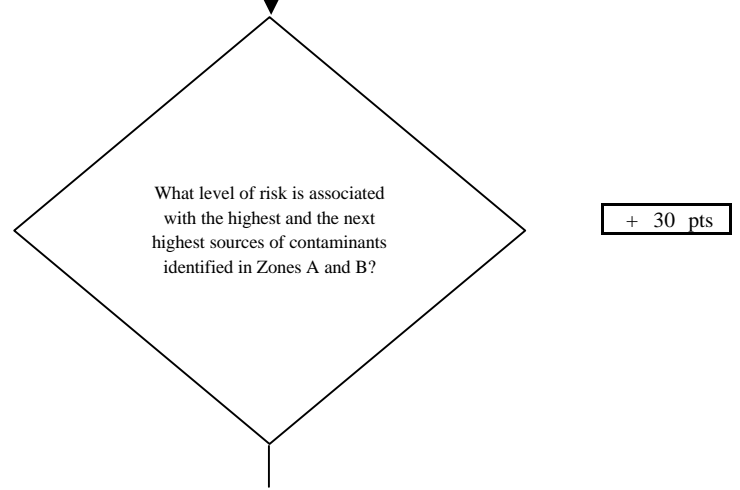 What level of risk is associated
with the highest and the next
highest sources of contaminants
identified in Zones A and B?
+ 30 pts